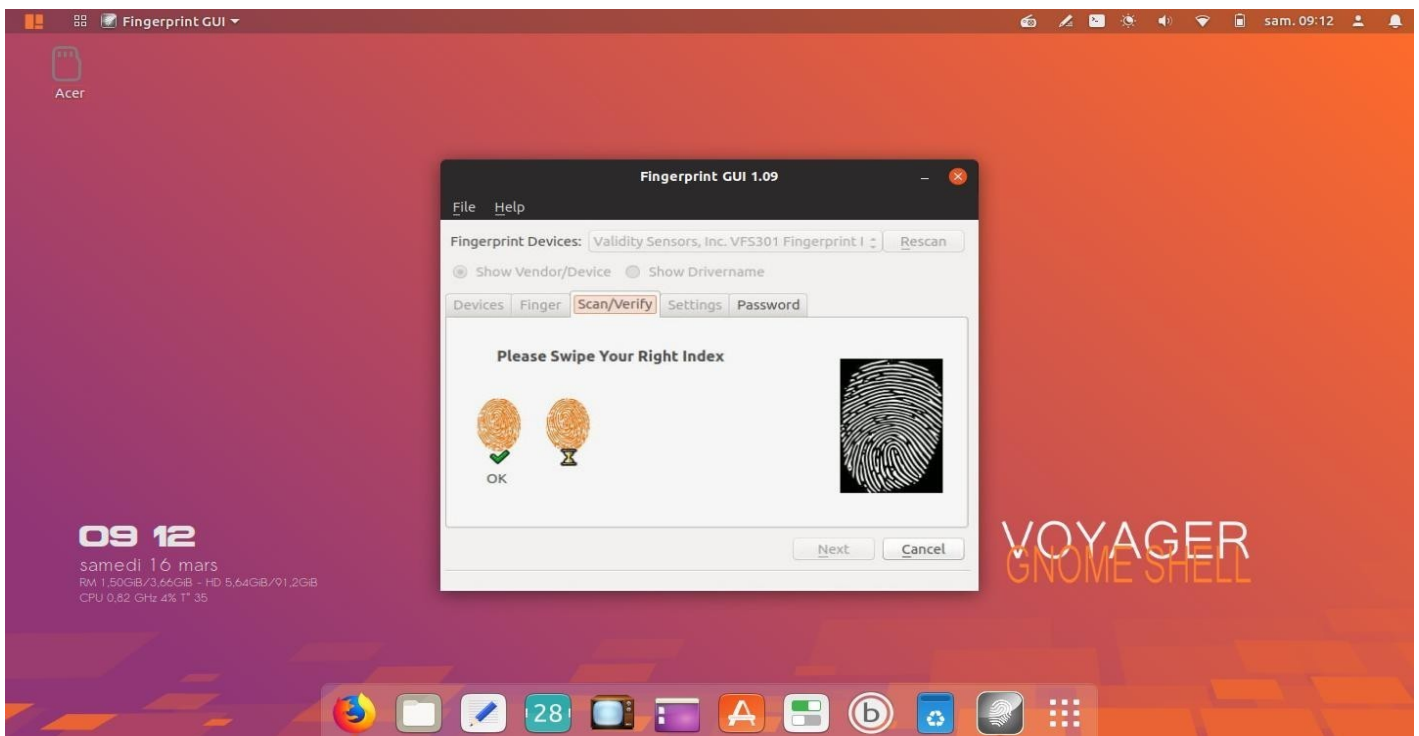 Fingerprint GUI
sam. 09:12
Acer
Fingerprint GUI 1.09
File Help
Fingerprint Devices: Validity Sensors, Inc. VFS301 Fingerprint Rescan
Show Vendor/Device Show Drivername
Devices Finger Scan/Verify Settings Password
Please Swipe Your Right Index
OK
Next Cancel
09 12
samedi 16 mars
RM 1,50GiB/3,66GiB - HD 5,64GiB/91,2GiB
CPU 0,82 GHz 4% T° 35
VOYAGER
GNOME SHELL
28
A
b